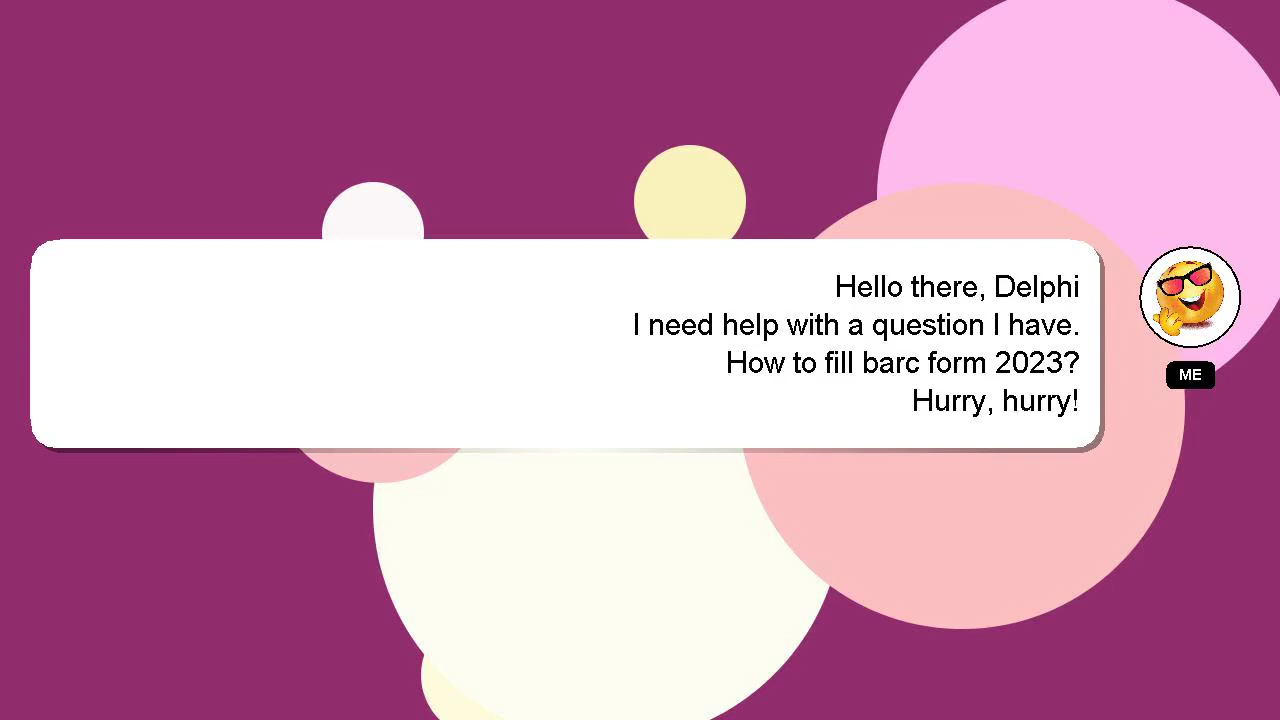 Hello there, Delphi
I need help with a question I have.
How to fill barc form 2023?
Hurry, hurry!
ME